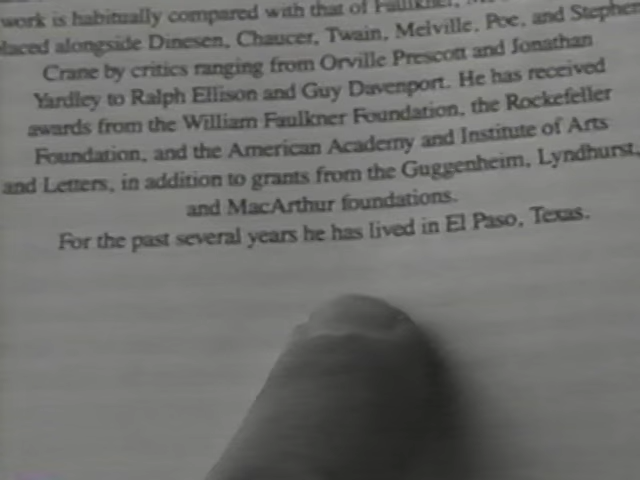 work is habitually compared with that of Faulkner,
placed alongside Dinesen, Chaucer, Twain, Melville, Poe, and Stephen
Crane by critics ranging from Orville Prescott and Jonathan
Yardley to Ralph Ellison and Guy Davenport. He has received
awards from the William Faulkner Foundation, the Rockefeller
Foundation, and the American Academy and Institute of Arts
and Letters, in addition to grants from the Guggenheim, Lyndhurst,
and MacArthur foundations.
For the past several years he has lived in El Paso, Texas.